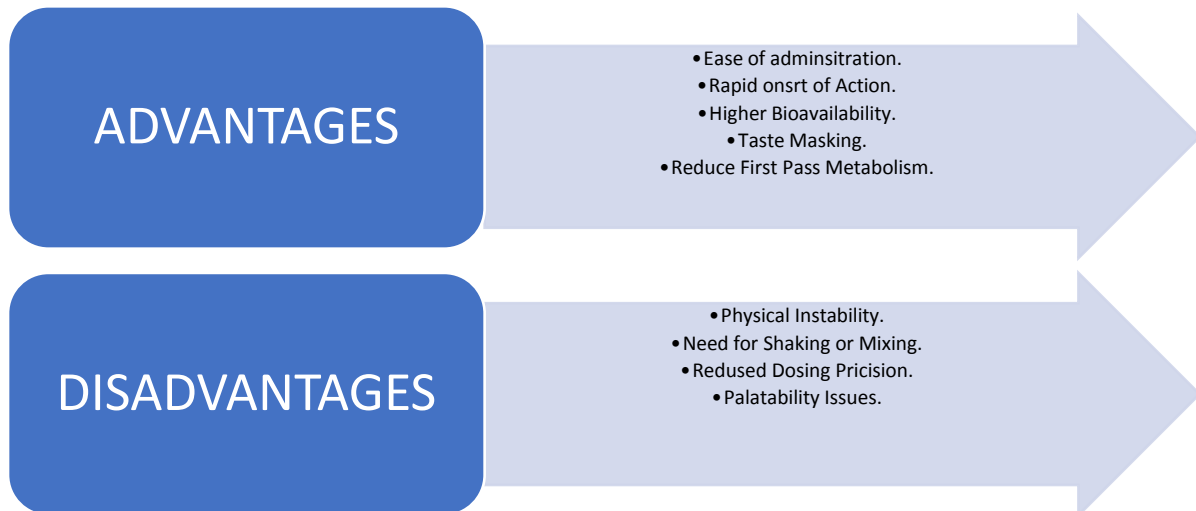 ADVANTAGES
•Ease of adminsitration.
•Rapid onsrt of Action.
•Higher Bioavailability.
•Taste Masking.
•Reduce First Pass Metabolism.
DISADVANTAGES
•Physical Instability.
•Need for Shaking or Mixing.
•Redused Dosing Pricision.
•Palatability Issues.